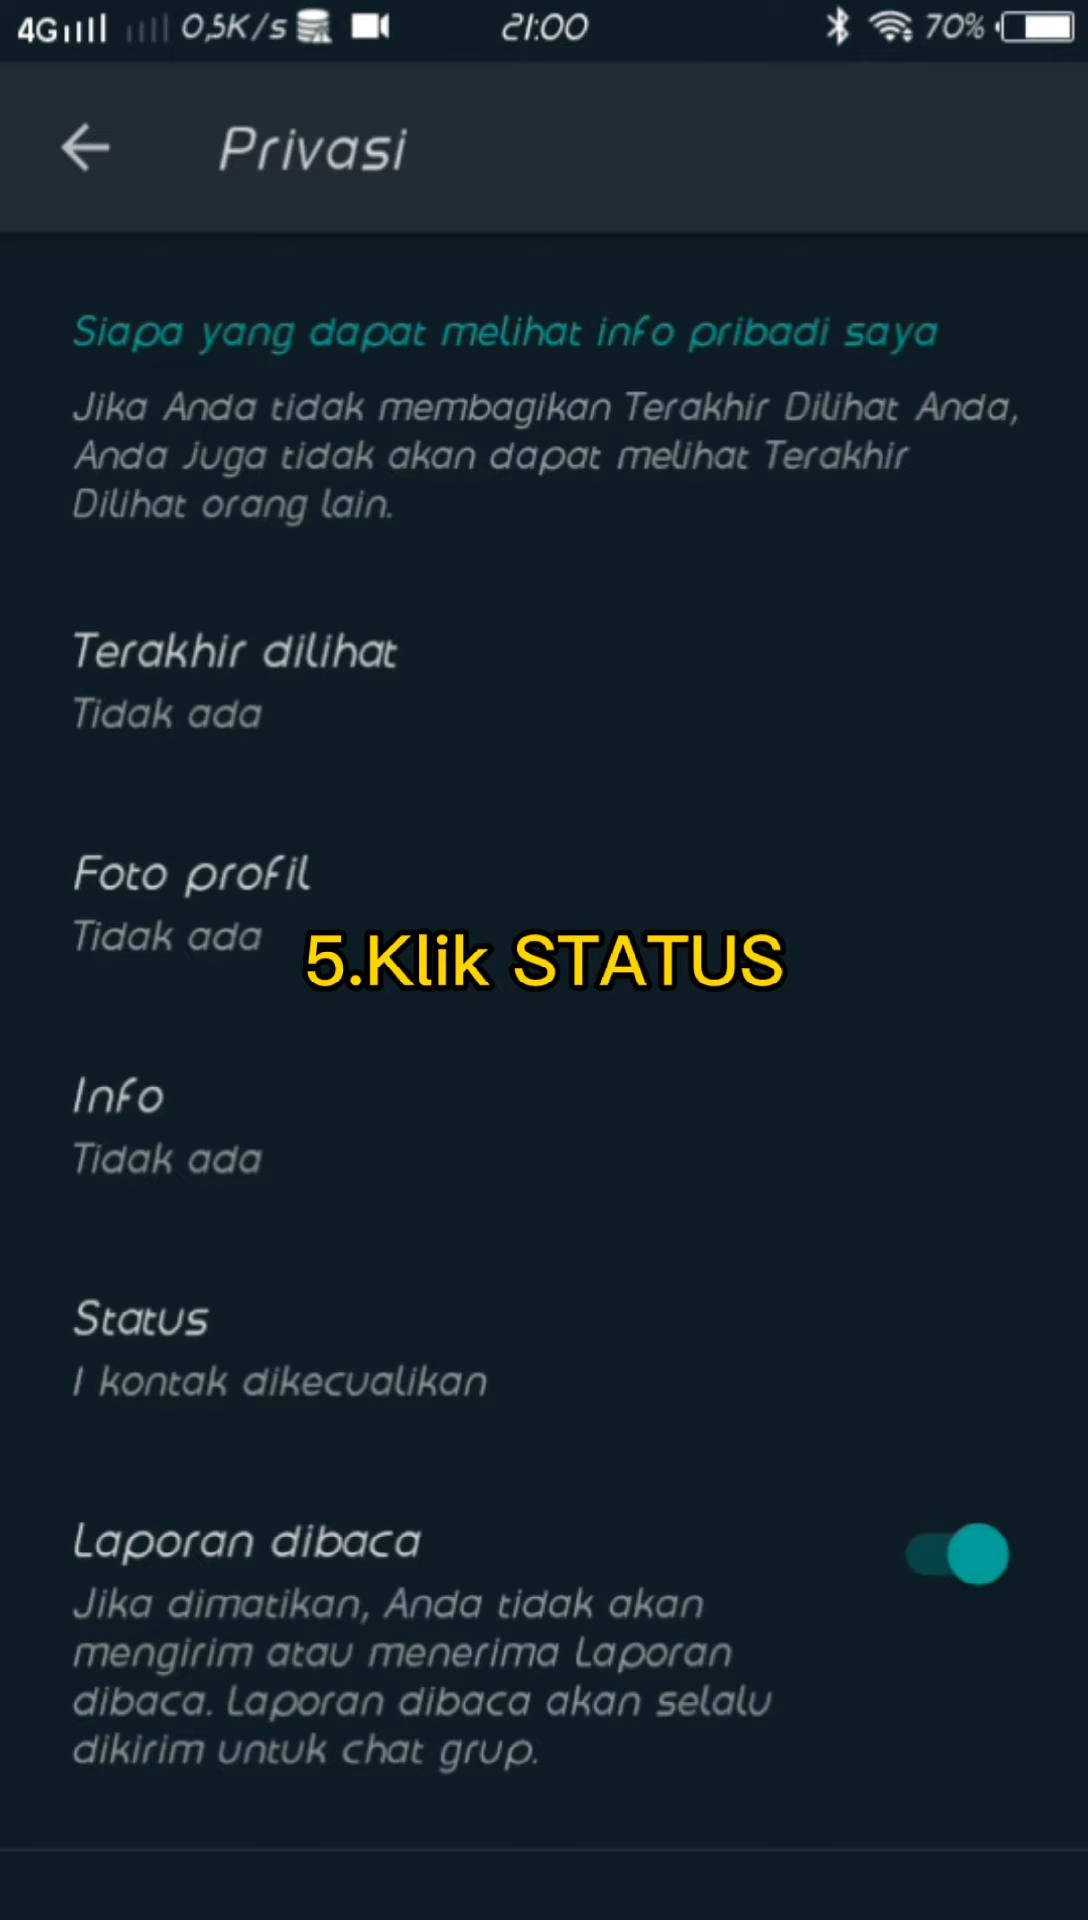 4G 0,5K/s 21:00 70%
Privasi
Siapa yang dapat melihat info pribadi saya
Jika Anda tidak membagikan Terakhir Dilihat Anda,
Anda juga tidak akan dapat melihat Terakhir
Dilihat orang lain.
Terakhir dilihat
Tidak ada
Foto profil
Tidak ada
5.Klik STATUS
Info
Tidak ada
Status
1 kontak dikecualikan
Laporan dibaca
Jika dimatikan, Anda tidak akan
mengirim atau menerima Laporan
dibaca. Laporan dibaca akan selalu
dikirim untuk chat grup.